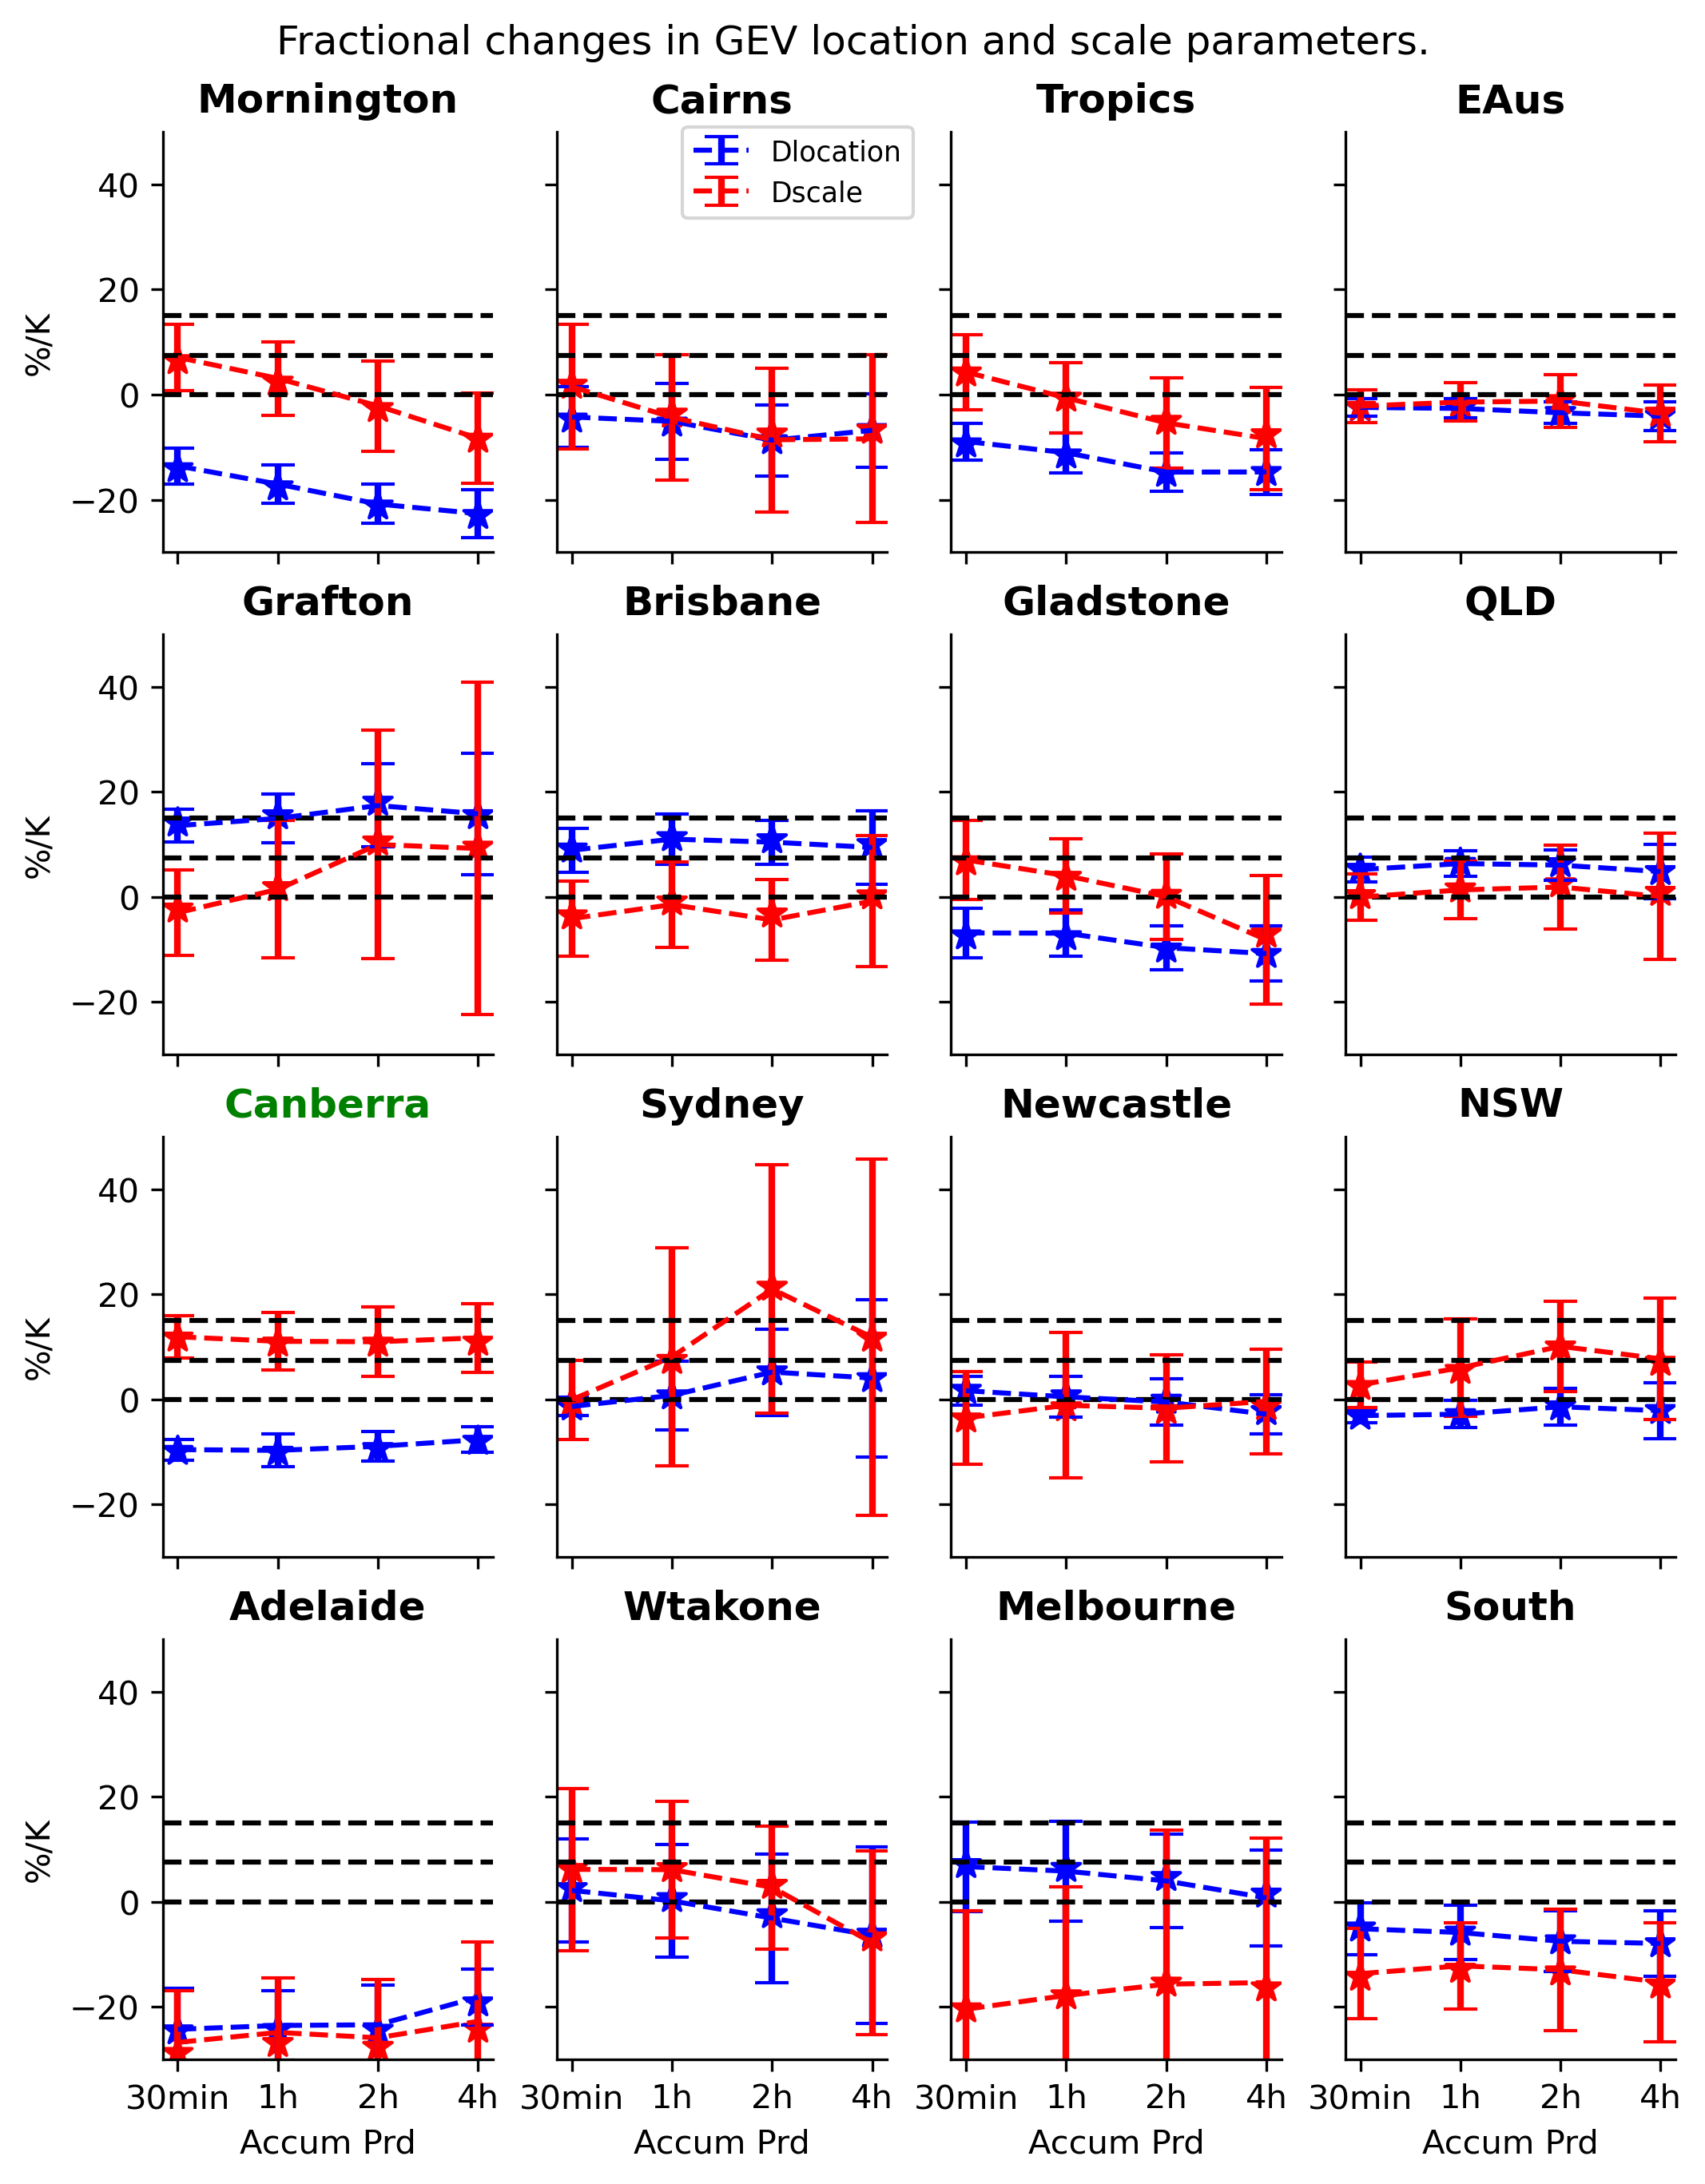 Fractional changes in GEV location and scale parameters.
Mornington Cairns Tropics EAus
Dlocation
Dscale
40
20
0
−20
%/K
Grafton Brisbane Gladstone QLD
40
20
0
−20
%/K
Canberra Sydney Newcastle NSW
40
20
0
−20
%/K
Adelaide Wtakone Melbourne South
40
20
0
−20
%/K
30min 1h 2h 4h 30min 1h 2h 4h 30min 1h 2h 4h 30min 1h 2h 4h
Accum Prd Accum Prd Accum Prd Accum Prd